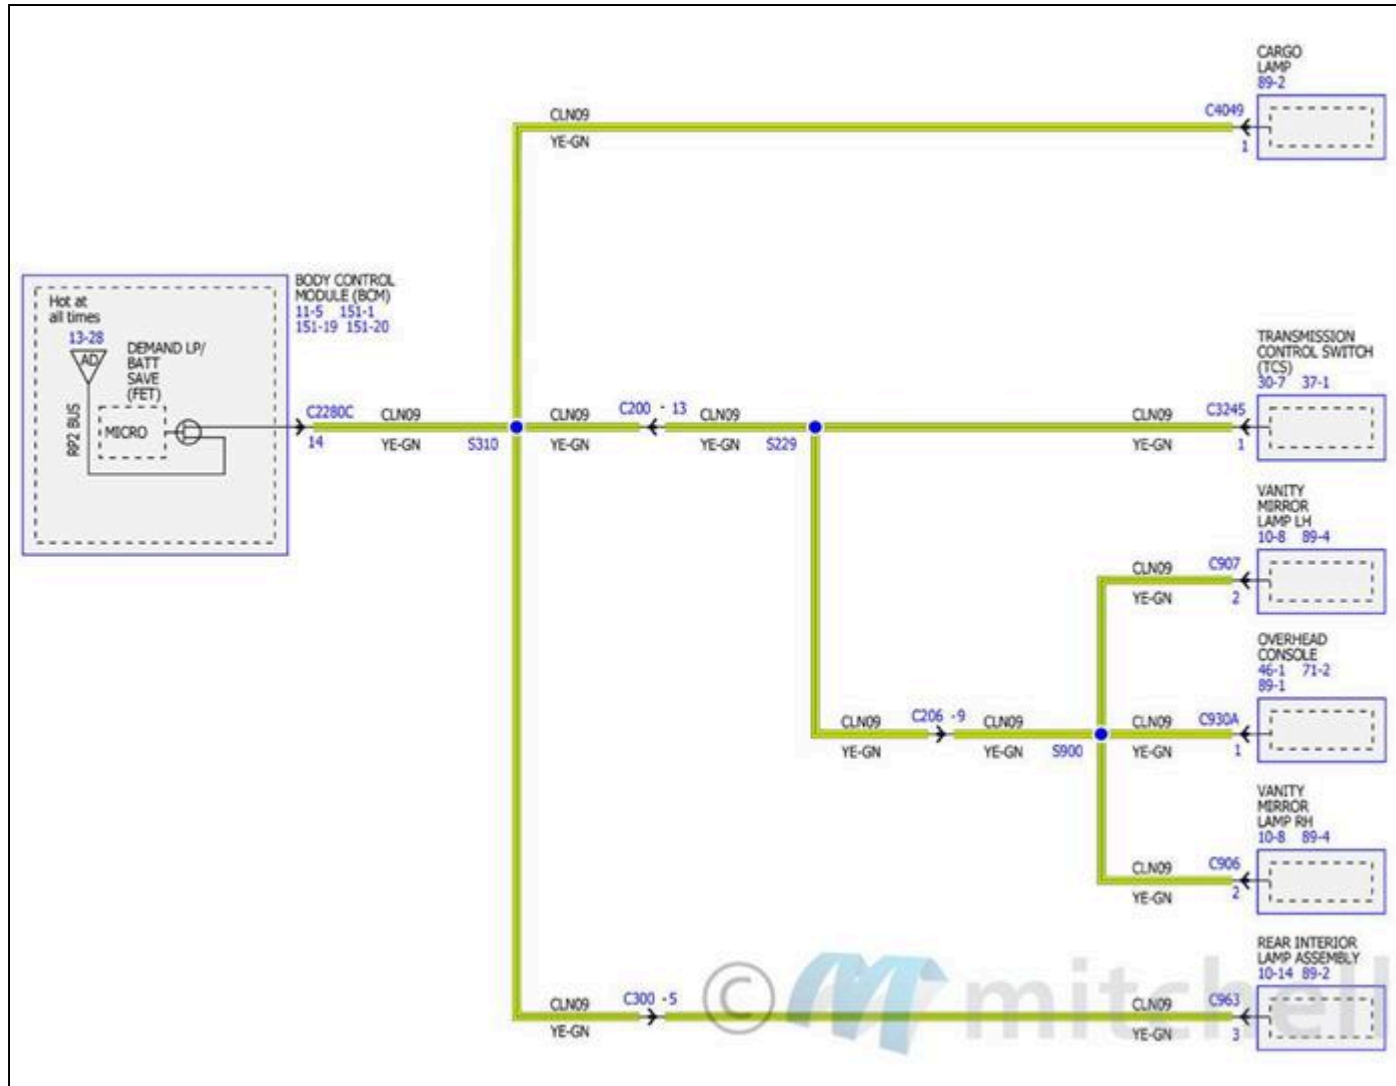 CARGO
LAMP
89-2
C4049
1
CLN09
YE-GN
BODY CONTROL
MODULE (BCM)
11-5 151-1
151-19 151-20
Hot at
all times
13-28
AD
DEMAND LP/
BATT
SAVE
(FET)
RP2 BUS
MICRO
C2280C
14
CLN09
YE-GN
S310
CLN09
YE-GN
C200 - 13
CLN09
YE-GN
S229
TRANSMISSION
CONTROL SWITCH
(TCS)
30-7 37-1
CLN09
YE-GN
C3245
1
VANITY
MIRROR
LAMP LH
10-8 89-4
CLN09
YE-GN
C907
2
OVERHEAD
CONSOLE
46-1 71-2
89-1
CLN09
YE-GN
C206 -9
CLN09
YE-GN
S900
CLN09
YE-GN
C930A
1
VANITY
MIRROR
LAMP RH
10-8 89-4
CLN09
YE-GN
C906
2
REAR INTERIOR
LAMP ASSEMBLY
10-14 89-2
CLN09
YE-GN
C300 -5
CLN09
YE-GN
C963
3
© mitchell